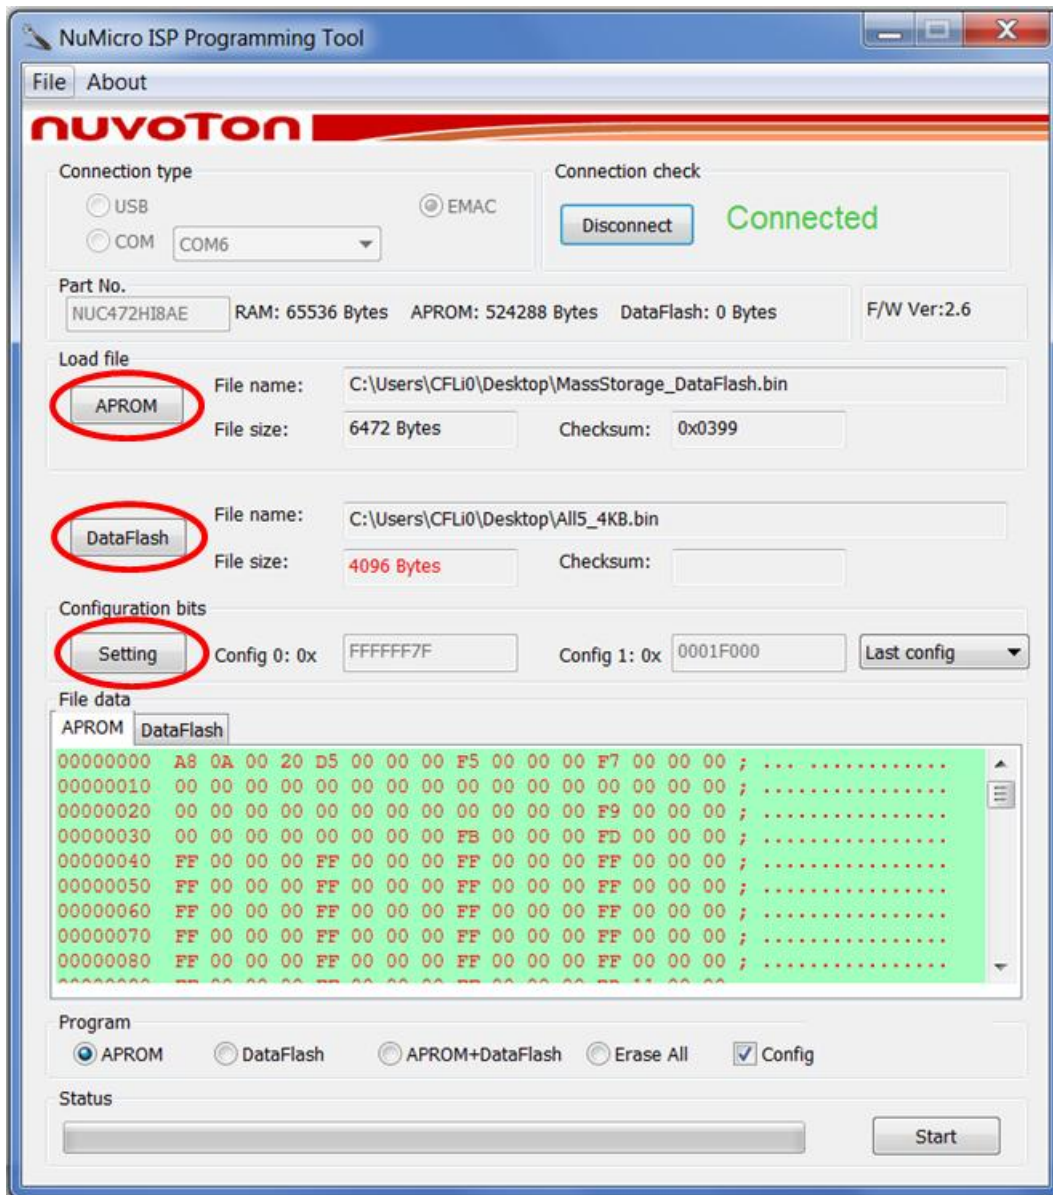 NuMicro ISP Programming Tool
File About
nuvoTon
Connection type
Connection check
USB
EMAC
COM COM6
Disconnect Connected
Part No.
NUC472HI8AE RAM: 65536 Bytes APROM: 524288 Bytes DataFlash: 0 Bytes F/W Ver:2.6
Load file
APROM
File name: C:\Users\CFLi0\Desktop\MassStorage_DataFlash.bin
File size: 6472 Bytes Checksum: 0x0399
DataFlash
File name: C:\Users\CFLi0\Desktop\All5_4KB.bin
File size: 4096 Bytes Checksum:
Configuration bits
Setting Config 0: 0x FFFFFF7F Config 1: 0x 0001F000 Last config
File data
APROM DataFlash
00000000 A8 0A 00 20 D5 00 00 00 F5 00 00 00 F7 00 00 00 ; ... ............
00000010 00 00 00 00 00 00 00 00 00 00 00 00 00 00 00 00 ; ................
00000020 00 00 00 00 00 00 00 00 00 00 00 00 F9 00 00 00 ; ................
00000030 00 00 00 00 00 00 00 00 FB 00 00 00 FD 00 00 00 ; ................
00000040 FF 00 00 00 FF 00 00 00 FF 00 00 00 FF 00 00 00 ; ................
00000050 FF 00 00 00 FF 00 00 00 FF 00 00 00 FF 00 00 00 ; ................
00000060 FF 00 00 00 FF 00 00 00 FF 00 00 00 FF 00 00 00 ; ................
00000070 FF 00 00 00 FF 00 00 00 FF 00 00 00 FF 00 00 00 ; ................
00000080 FF 00 00 00 FF 00 00 00 FF 00 00 00 FF 00 00 00 ; ................
Program
APROM DataFlash APROM+DataFlash Erase All Config
Status
Start